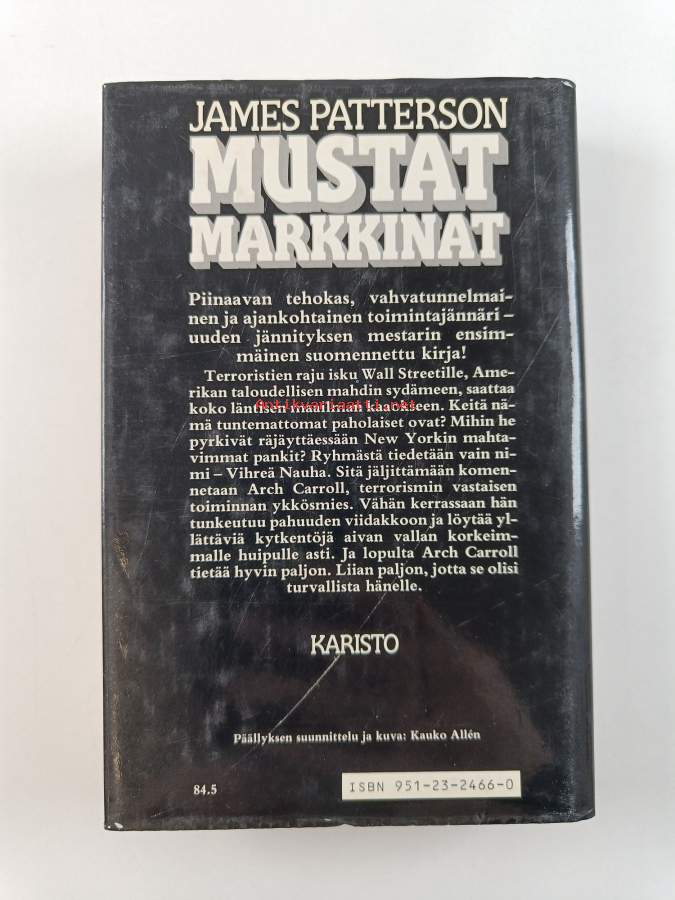 JAMES PATTERSON
MUSTAT
MARKKINAT
Piinaavan tehokas, vahvatunnelmai-
nen ja ajankohtainen toimintajännäri –
uuden jännityksen mestarin ensim-
mäinen suomennettu kirja!
Terroristien raju isku Wall Streetille, Ame-
rikan taloudellisen mahdin sydämeen, saattaa
koko läntisen maailman kaaokseen. Keitä nä-
Antikvariaatti.net
mä tuntemattomat paholaiset ovat? Mihin he
pyrkivät räjäyttäessään New Yorkin mahta-
vimmat pankit? Ryhmästä tiedetään vain ni-
mi – Vihreä Nauha. Sitä jäljittämään komen-
netaan Arch Carroll, terrorismin vastaisen
toiminnan ykkösmies. Vähän kerrassaan hän
tunkeutuu pahuuden viidakkoon ja löytää yl-
lättäviä kytkentöjä aivan vallan korkeim-
malle huipulle asti. Ja lopulta Arch Carroll
tietää hyvin paljon. Liian paljon, jotta se olisi
turvallista hänelle.
KARISTO
Päällyksen suunnittelu ja kuva: Kauko Allén
84.5
ISBN 951-23-2466-0